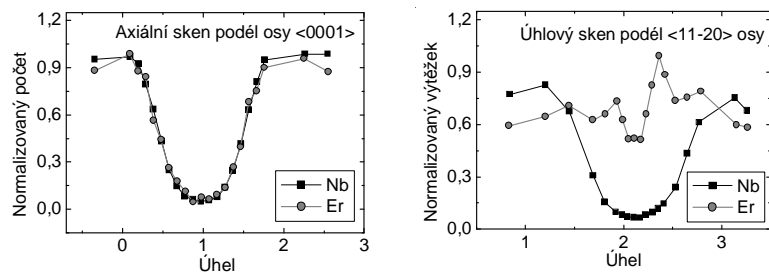 Axiální sken podél osy <0001>
Normalizovaný počet
1,2
0,9
0,6
0,3
0,0
Nb
Er
0
1
2
3
Úhel
Úhlový sken podél <11-20> osy
Normalizovaný výtěžek
1,2
0,9
0,6
0,3
0,0
Nb
Er
1
2
3
Úhel